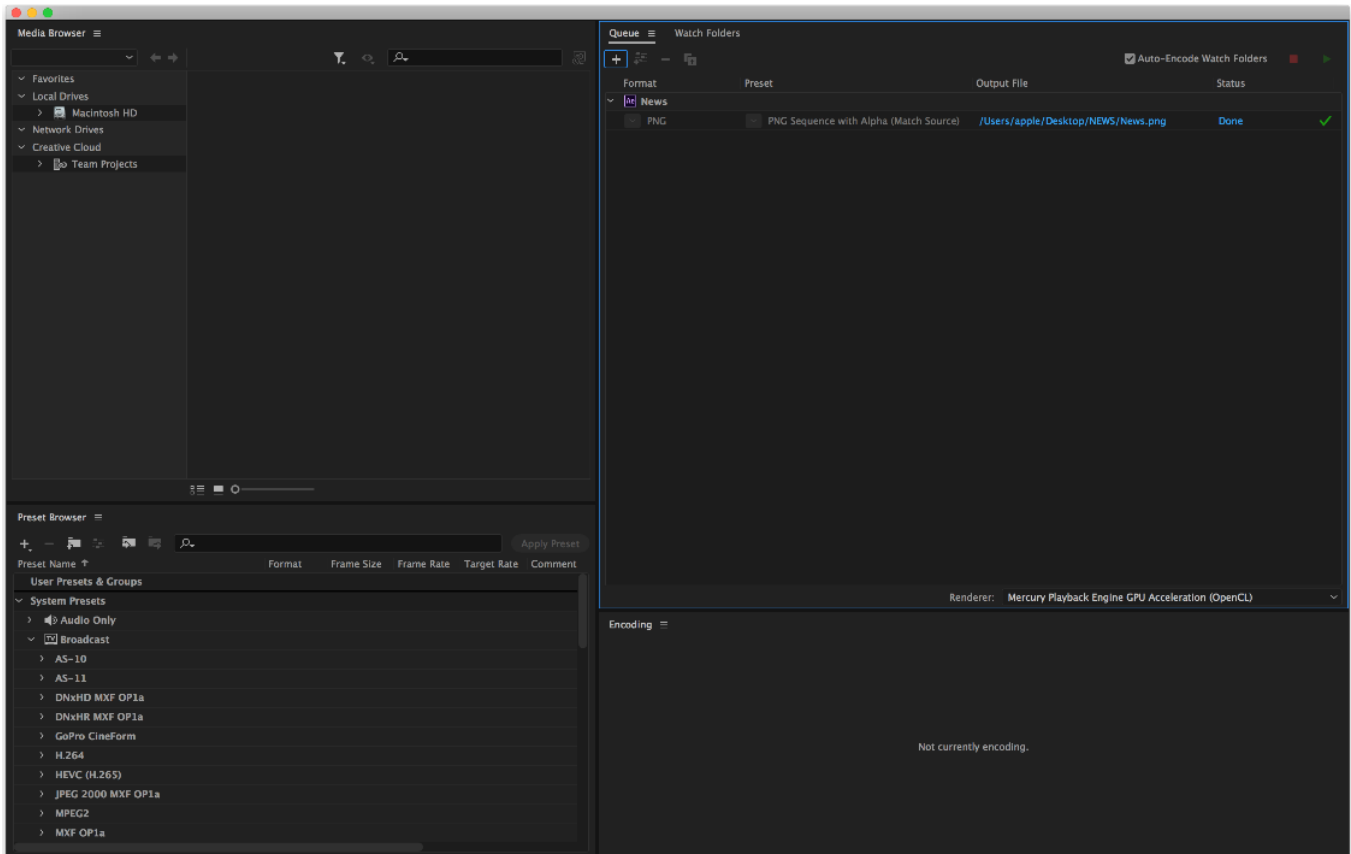 Media Browser
Favorites
Local Drives
Macintosh HD
Network Drives
Creative Cloud
Team Projects
Preset Browser
Apply Preset
Preset Name Format Frame Size Frame Rate Target Rate Comment
User Presets & Groups
System Presets
Audio Only
TV Broadcast
AS-10
AS-11
DNxHD MXF OP1a
DNxHR MXF OP1a
GoPro CineForm
H.264
HEVC (H.265)
JPEG 2000 MXF OP1a
MPEG2
MXF OP1a
Queue Watch Folders
Auto-Encode Watch Folders
Format Preset Output File Status
Ae News
PNG PNG Sequence with Alpha (Match Source) /Users/apple/Desktop/NEWS/News.png Done
Renderer: Mercury Playback Engine GPU Acceleration (OpenCL)
Encoding
Not currently encoding.